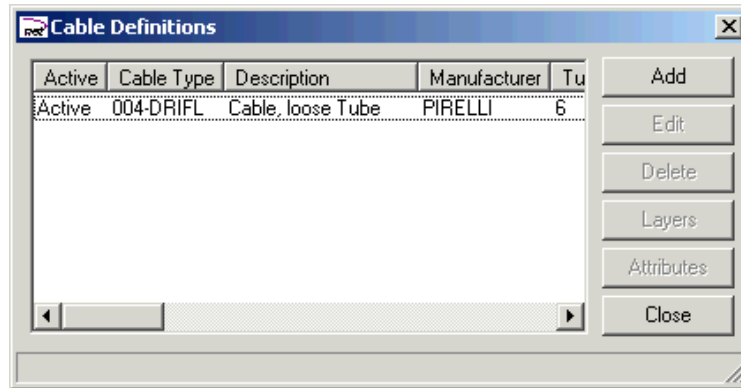 Cable Definitions
Active Cable Type Description Manufacturer Tu
Active 004-DRIFL Cable, loose Tube PIRELLI 6
Add
Edit
Delete
Layers
Attributes
Close